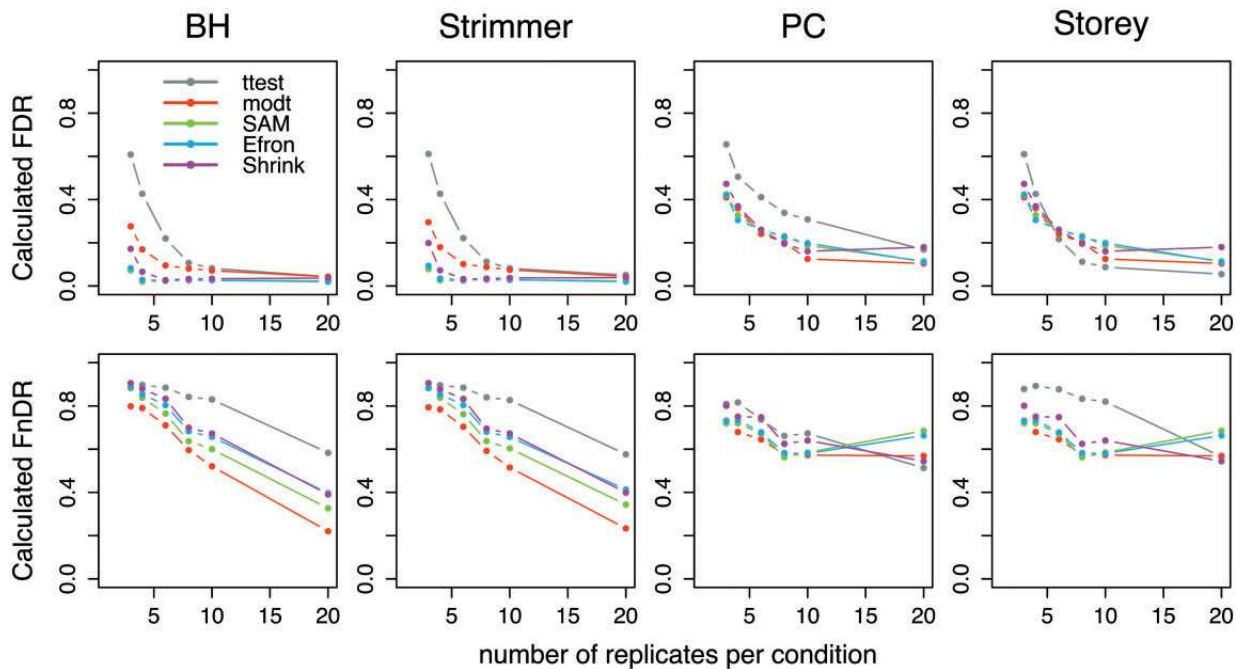 BH Strimmer PC Storey
Calculated FDR
0.0 0.4 0.8
ttest
modt
SAM
Efron
Shrink
0.0 0.4 0.8
0.0 0.4 0.8
0.0 0.4 0.8
5 10 15 20
5 10 15 20
5 10 15 20
5 10 15 20
Calculated FnDR
0.0 0.4 0.8
0.0 0.4 0.8
0.0 0.4 0.8
0.0 0.4 0.8
5 10 15 20
5 10 15 20
5 10 15 20
5 10 15 20
number of replicates per condition